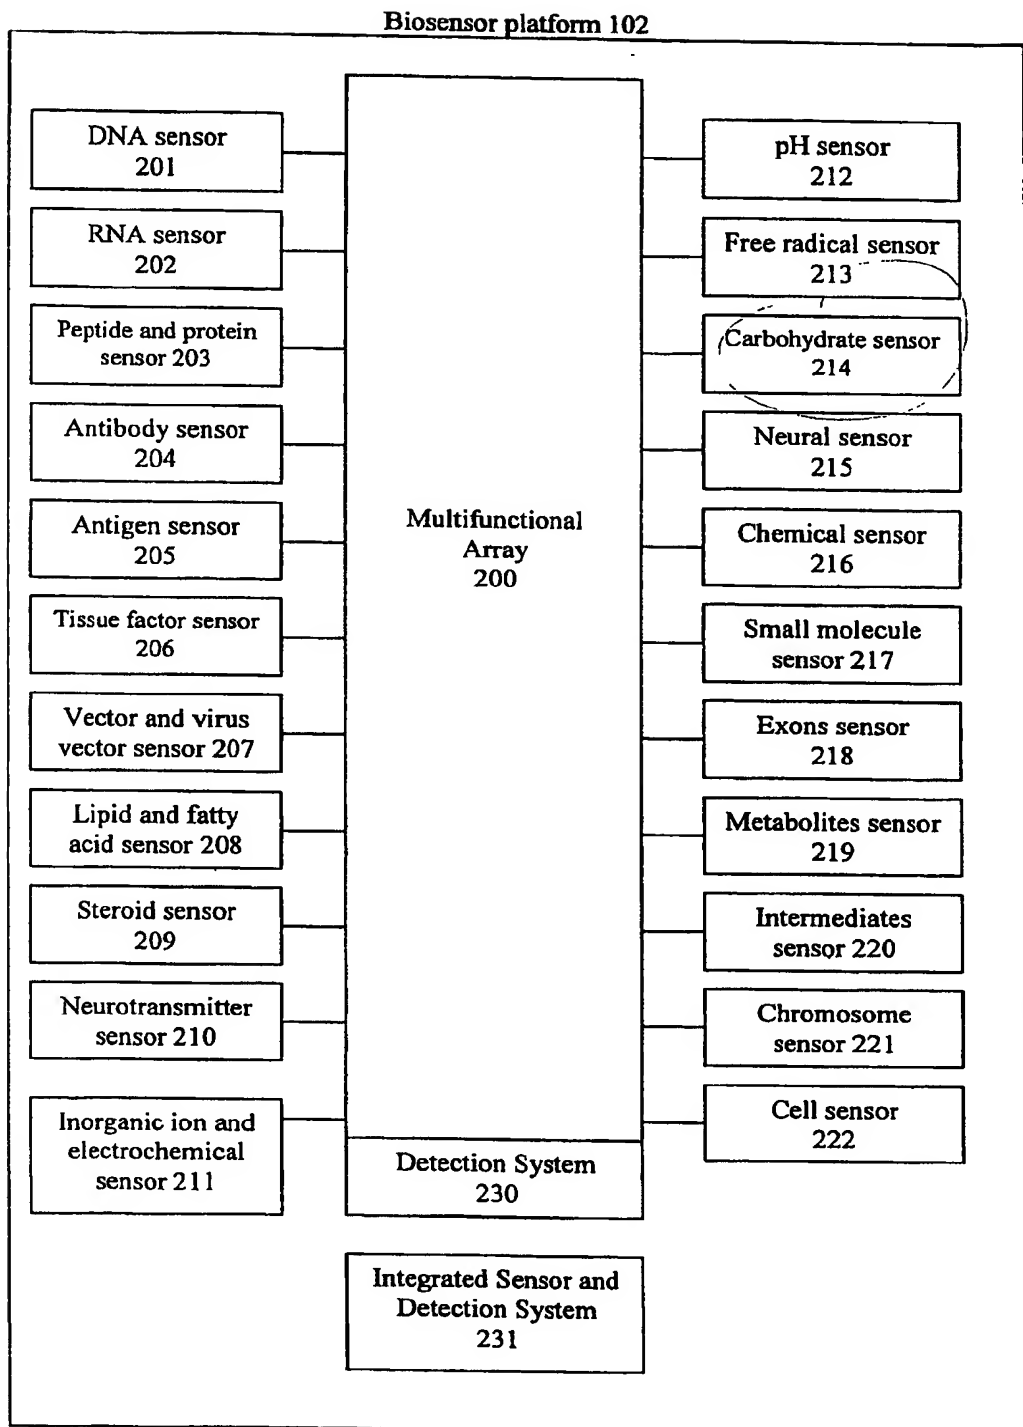 Biosensor platform 102
DNA sensor
201
RNA sensor
202
Peptide and protein
sensor 203
Antibody sensor
204
Antigen sensor
205
Tissue factor sensor
206
Vector and virus
vector sensor 207
Lipid and fatty
acid sensor 208
Steroid sensor
209
Neurotransmitter
sensor 210
Inorganic ion and
electrochemical
sensor 211
Multifunctional
Array
200
Detection System
230
Integrated Sensor and
Detection System
231
pH sensor
212
Free radical sensor
213
Carbohydrate sensor
214
Neural sensor
215
Chemical sensor
216
Small molecule
sensor 217
Exons sensor
218
Metabolites sensor
219
Intermediates
sensor 220
Chromosome
sensor 221
Cell sensor
222